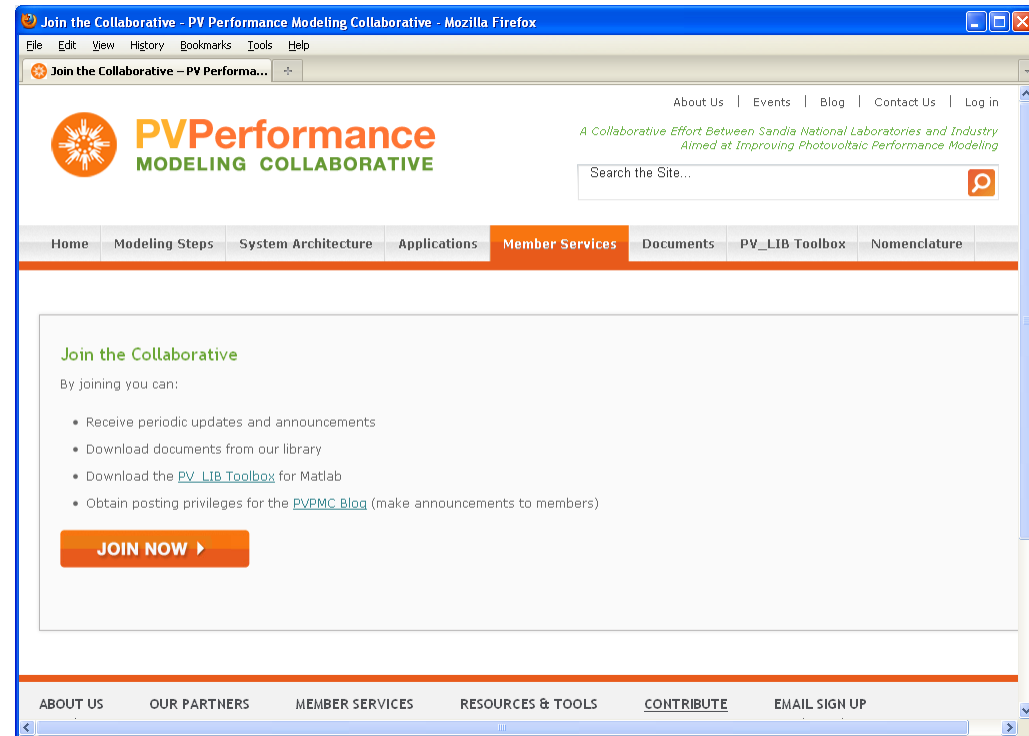 Join the Collaborative - PV Performance Modeling Collaborative - Mozilla Firefox
File Edit View History Bookmarks Tools Help
Join the Collaborative – PV Performa...
About Us | Events | Blog | Contact Us | Log in
PVPerformance
MODELING COLLABORATIVE
A Collaborative Effort Between Sandia National Laboratories and Industry
Aimed at Improving Photovoltaic Performance Modeling
Search the Site...
Home Modeling Steps System Architecture Applications Member Services Documents PV_LIB Toolbox Nomenclature
Join the Collaborative
By joining you can:
• Receive periodic updates and announcements
• Download documents from our library
• Download the PV_LIB Toolbox for Matlab
• Obtain posting privileges for the PVPMC Blog (make announcements to members)
JOIN NOW
ABOUT US OUR PARTNERS MEMBER SERVICES RESOURCES & TOOLS CONTRIBUTE EMAIL SIGN UP